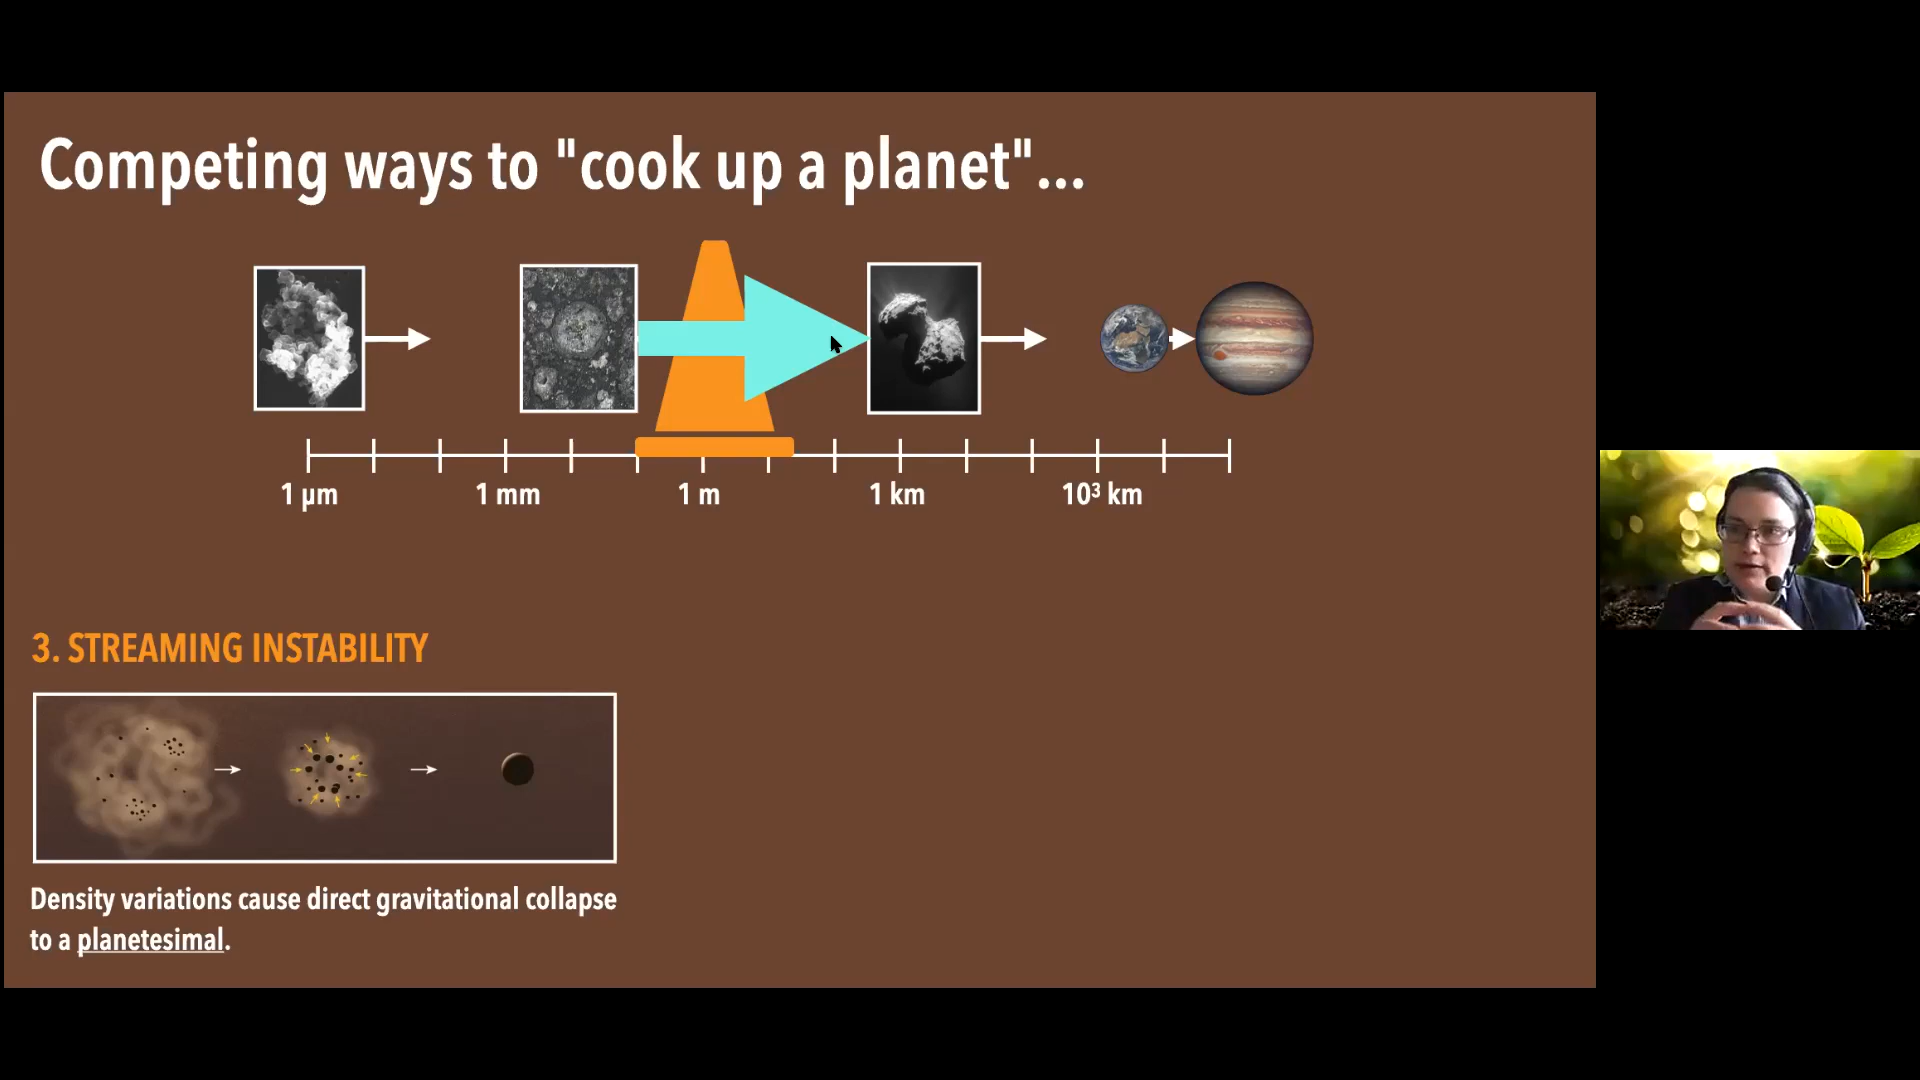 Competing ways to "cook up a planet"...
1 µm
1 mm
1 m
1 km
10³ km
3. STREAMING INSTABILITY
Density variations cause direct gravitational collapse
to a planetesimal.